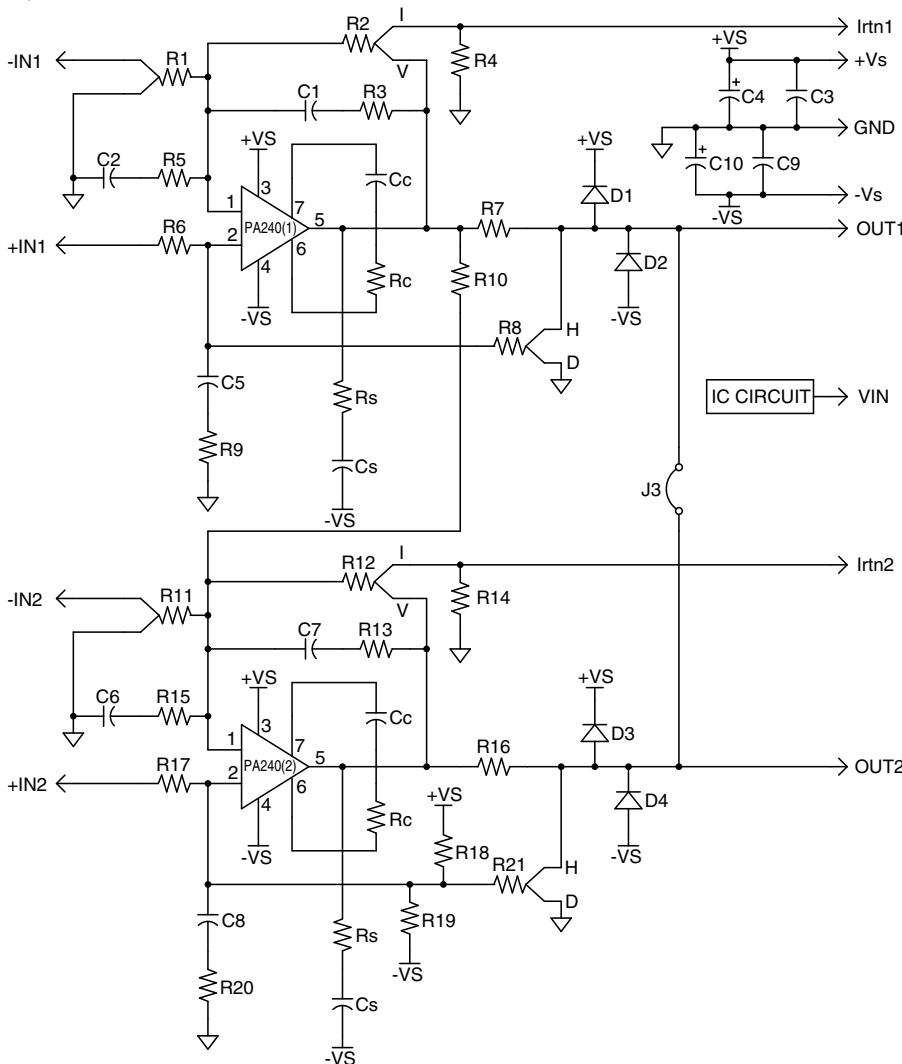 R2
I
Irtn1
-IN1
R1
R4
V
+VS
+Vs
C1
R3
C4
C3
+
GND
C2
R5
+VS
Cc
+VS
+
C10
C9
-Vs
-VS
3
1
7
5
PA240(1)
D1
R7
OUT1
+IN1
R6
2
6
4
Rc
R10
D2
-VS
-VS
R8
H
D
C5
Rs
IC CIRCUIT
VIN
R9
Cs
-VS
J3
R12
I
Irtn2
-IN2
R11
V
R14
C7
R13
C6
R15
+VS
Cc
+VS
3
1
7
5
PA240(2)
D3
R16
OUT2
+IN2
R17
2
6
4
Rc
+VS
D4
-VS
R18
-VS
R21
H
D
C8
Rs
R19
-VS
R20
Cs
-VS